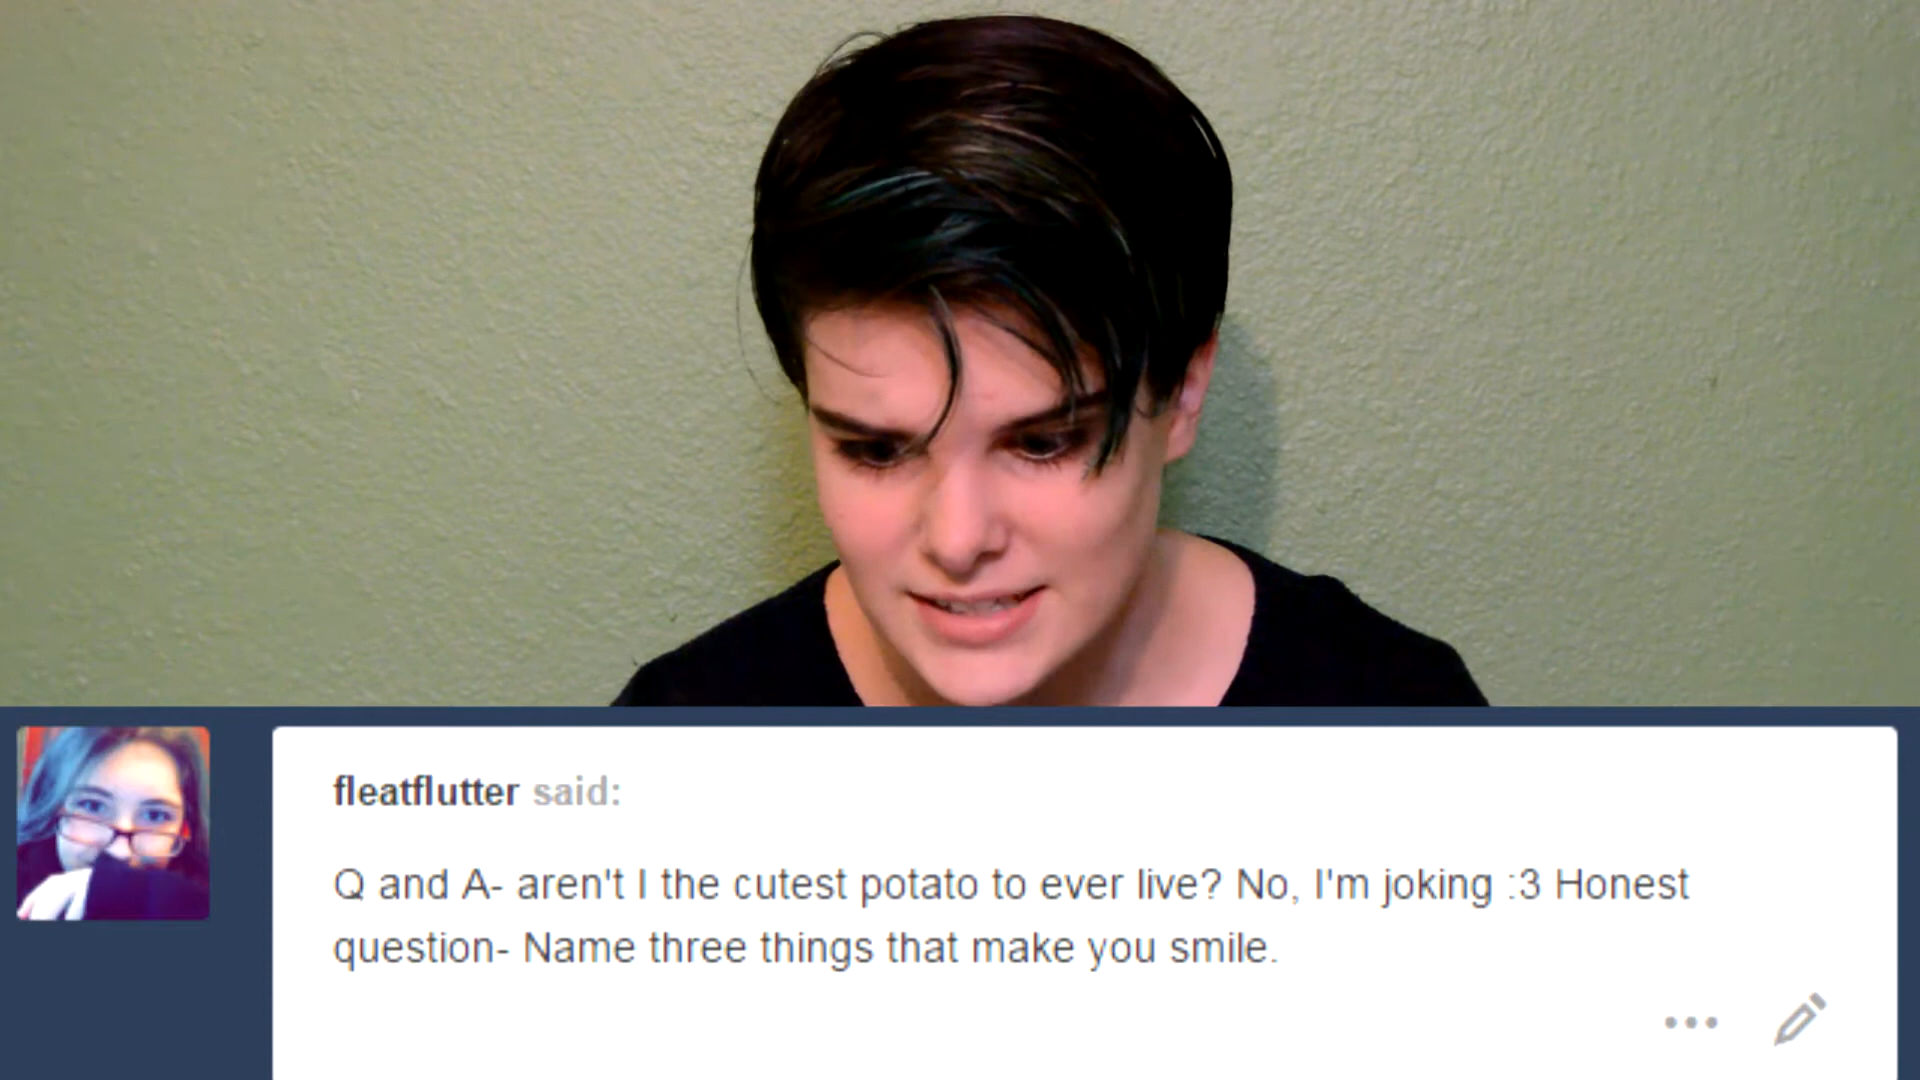 fleatflutter said:
Q and A- aren't I the cutest potato to ever live? No, I'm joking :3 Honest
question- Name three things that make you smile.